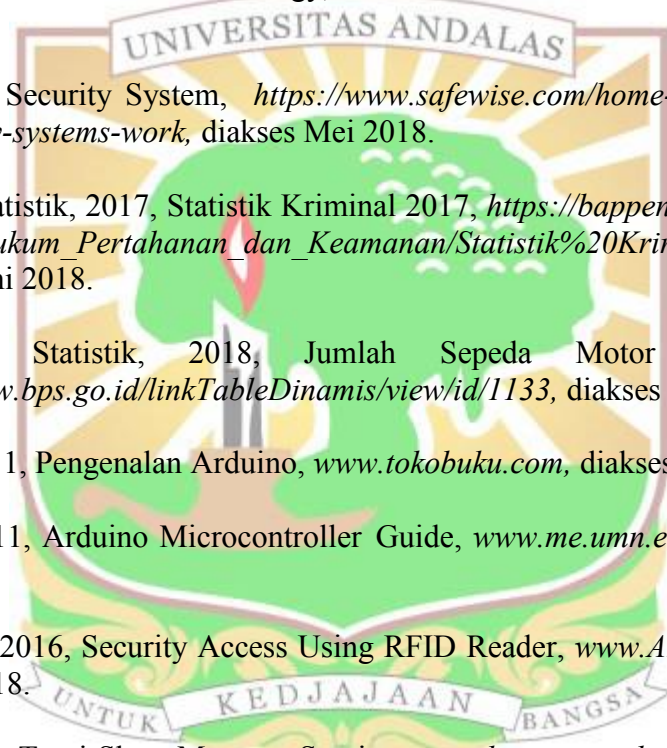 UNIVERSITAS ANDALAS
Security System, https://www.safewise.com/home-
-systems-work, diakses Mei 2018.
atistik, 2017, Statistik Kriminal 2017, https://bappen
ukum_Pertahanan_dan_Keamanan/Statistik%20Krin
ni 2018.
Statistik, 2018, Jumlah Sepeda Motor
w.bps.go.id/linkTableDinamis/view/id/1133, diakses
1, Pengenalan Arduino, www.tokobuku.com, diakses
11, Arduino Microcontroller Guide, www.me.umn.e
2016, Security Access Using RFID Reader, www.A
18.
UNTUK KEDJAJAAN BANGSA